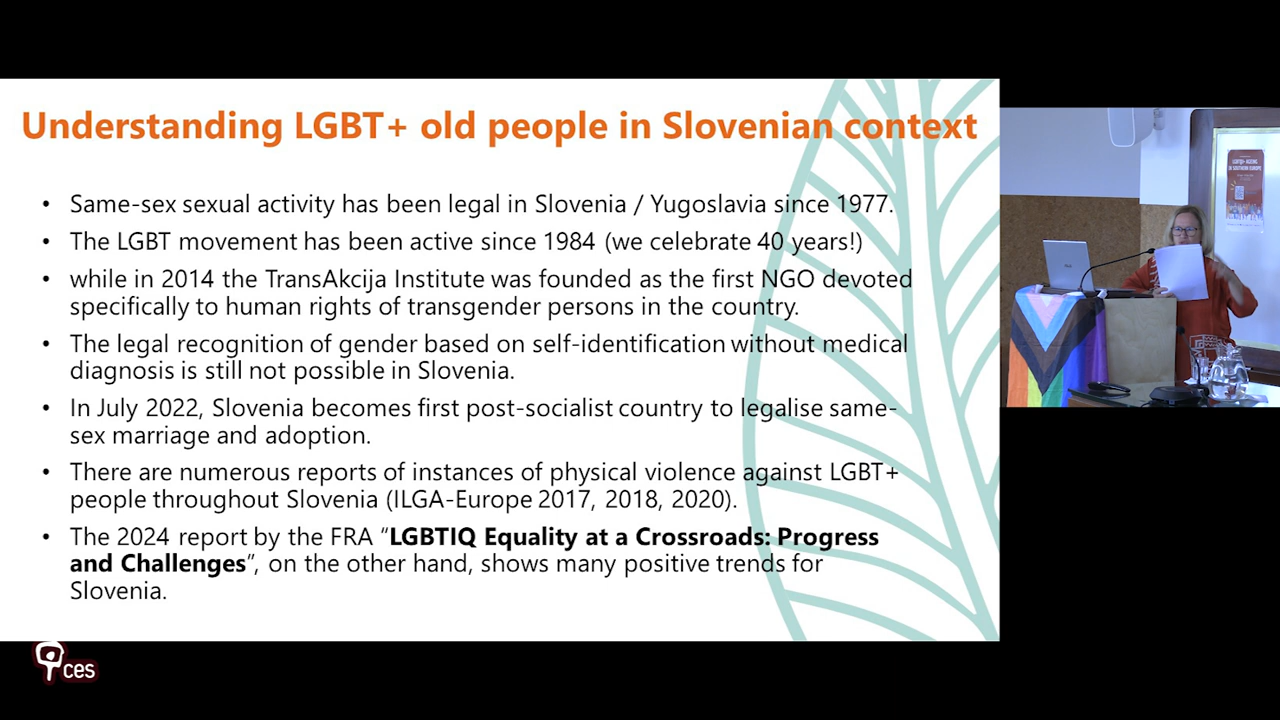 Understanding LGBT+ old people in Slovenian context
• Same-sex sexual activity has been legal in Slovenia / Yugoslavia since 1977.
• The LGBT movement has been active since 1984 (we celebrate 40 years!)
• while in 2014 the TransAkcija Institute was founded as the first NGO devoted
specifically to human rights of transgender persons in the country.
• The legal recognition of gender based on self-identification without medical
diagnosis is still not possible in Slovenia.
• In July 2022, Slovenia becomes first post-socialist country to legalise same-
sex marriage and adoption.
• There are numerous reports of instances of physical violence against LGBT+
people throughout Slovenia (ILGA-Europe 2017, 2018, 2020).
• The 2024 report by the FRA “LGBTIQ Equality at a Crossroads: Progress
and Challenges”, on the other hand, shows many positive trends for
Slovenia.
LGBTQI+ AGEING
IN SOUTHERN EUROPE
ces